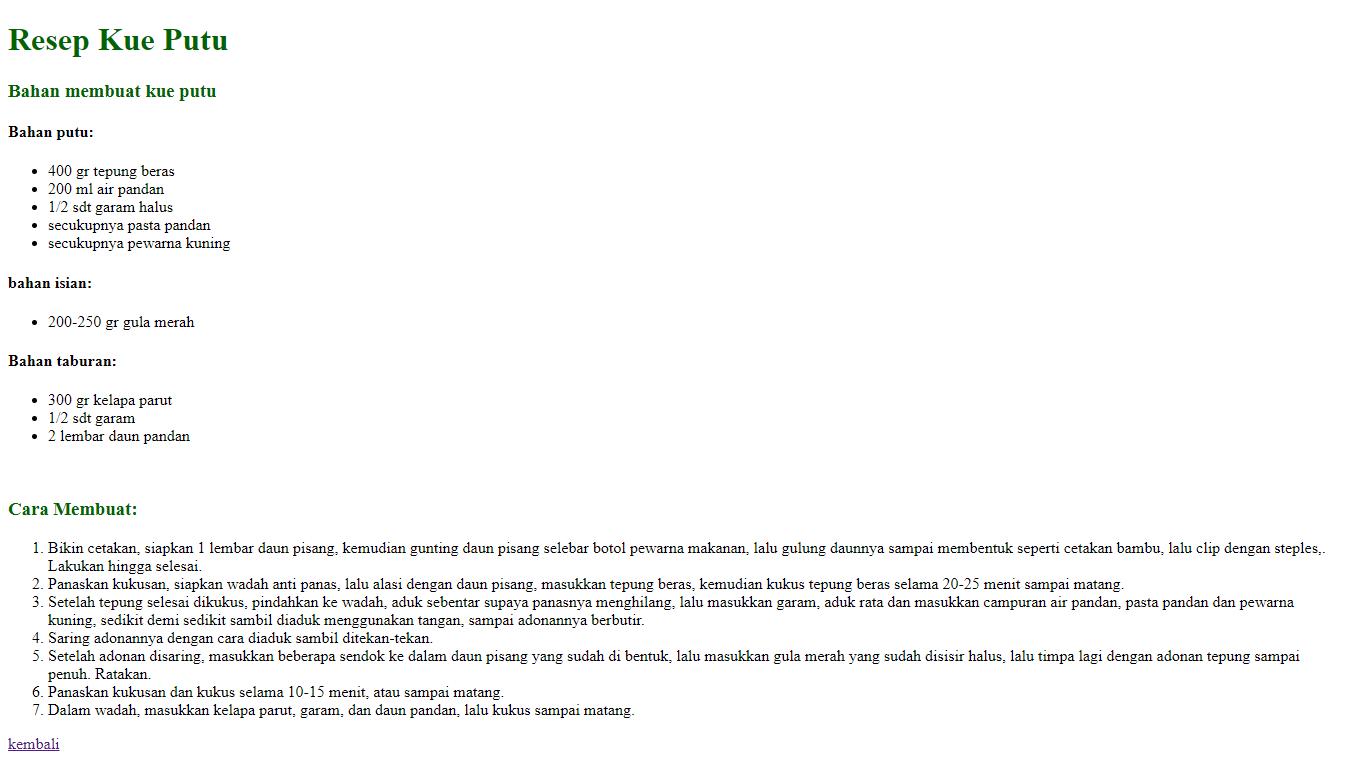 Resep Kue Putu
Bahan membuat kue putu
Bahan putu:
• 400 gr tepung beras
• 200 ml air pandan
• 1/2 sdt garam halus
• secukupnya pasta pandan
• secukupnya pewarna kuning
bahan isian:
• 200-250 gr gula merah
Bahan taburan:
• 300 gr kelapa parut
• 1/2 sdt garam
• 2 lembar daun pandan
Cara Membuat:
1. Bikin cetakan, siapkan 1 lembar daun pisang, kemudian gunting daun pisang selebar botol pewarna makanan, lalu gulung daunnya sampai membentuk seperti cetakan bambu, lalu clip dengan steples,.
Lakukan hingga selesai.
2. Panaskan kukusan, siapkan wadah anti panas, lalu alasi dengan daun pisang, masukkan tepung beras, kemudian kukus tepung beras selama 20-25 menit sampai matang.
3. Setelah tepung selesai dikukus, pindahkan ke wadah, aduk sebentar supaya panasnya menghilang, lalu masukkan garam, aduk rata dan masukkan campuran air pandan, pasta pandan dan pewarna
kuning, sedikit demi sedikit sambil diaduk menggunakan tangan, sampai adonannya berbutir.
4. Saring adonannya dengan cara diaduk sambil ditekan-tekan.
5. Setelah adonan disaring, masukkan beberapa sendok ke dalam daun pisang yang sudah di bentuk, lalu masukkan gula merah yang sudah disisir halus, lalu timpa lagi dengan adonan tepung sampai
penuh. Ratakan.
6. Panaskan kukusan dan kukus selama 10-15 menit, atau sampai matang.
7. Dalam wadah, masukkan kelapa parut, garam, dan daun pandan, lalu kukus sampai matang.
kembali